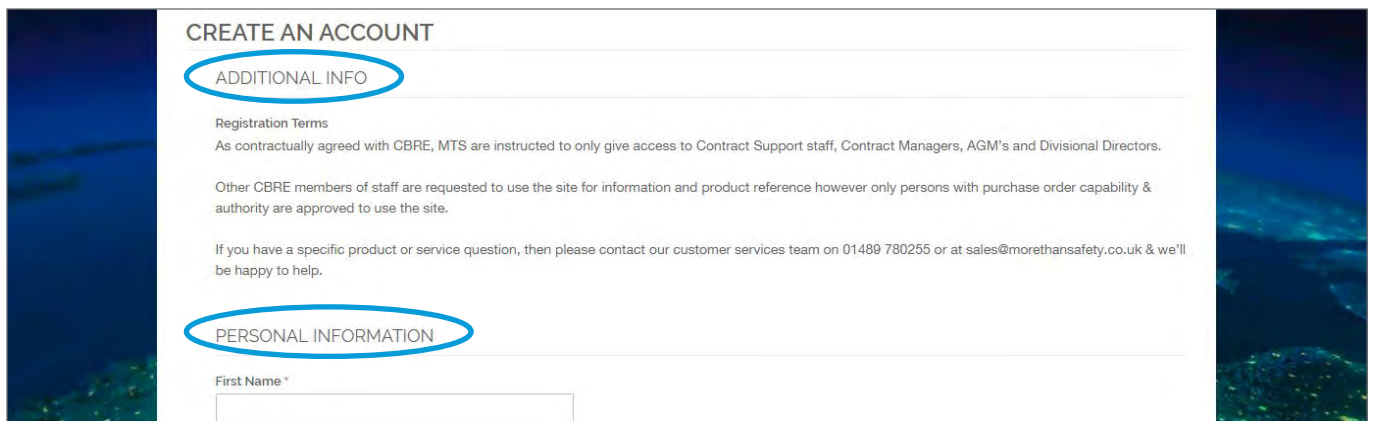 CREATE AN ACCOUNT
ADDITIONAL INFO
Registration Terms
As contractually agreed with CBRE, MTS are instructed to only give access to Contract Support staff, Contract Managers, AGM's and Divisional Directors.
Other CBRE members of staff are requested to use the site for information and product reference however only persons with purchase order capability &
authority are approved to use the site.
If you have a specific product or service question, then please contact our customer services team on 01489 780255 or at sales@morethansafety.co.uk & we'll
be happy to help.
PERSONAL INFORMATION
First Name *